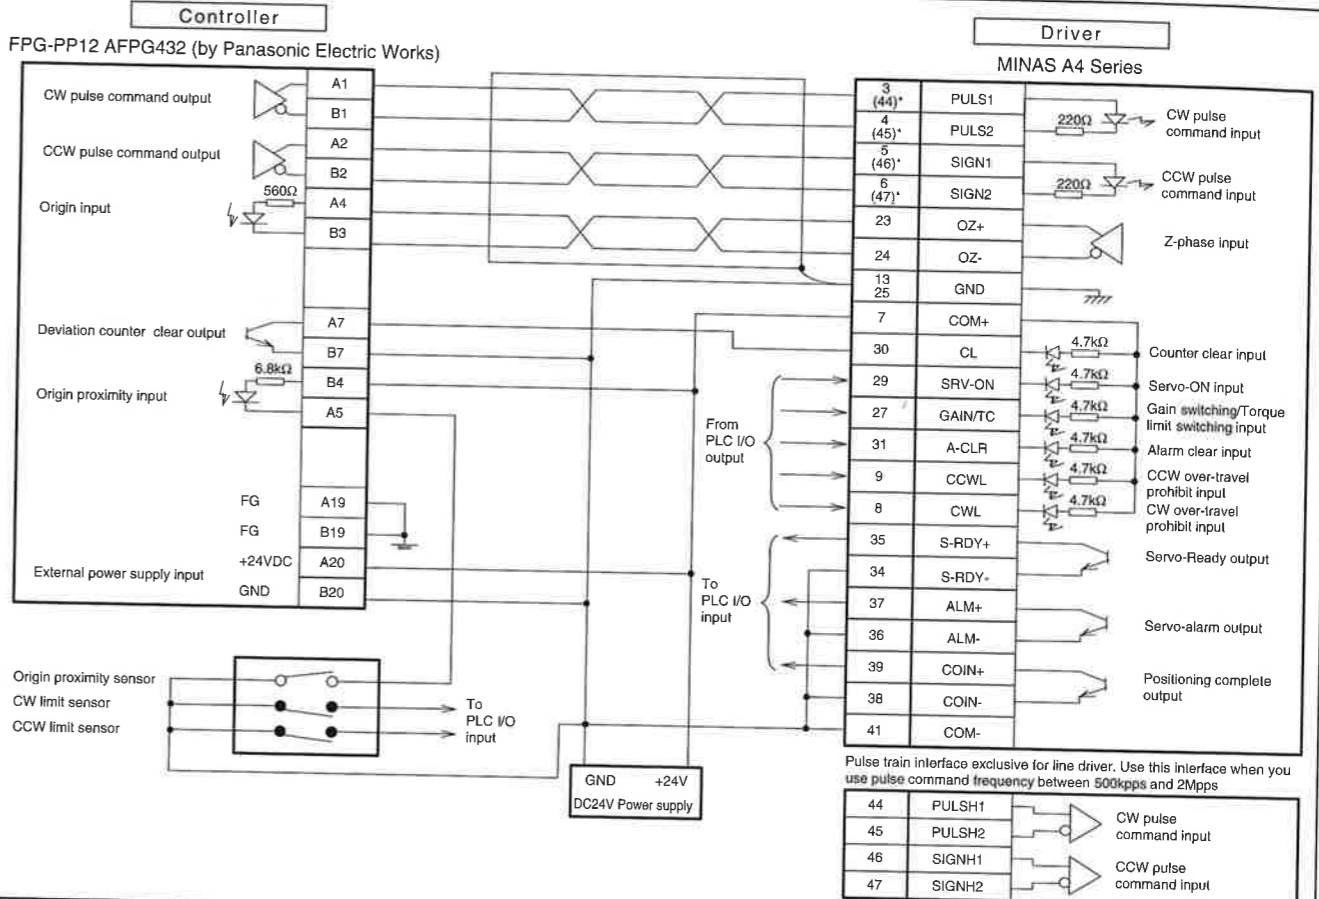 Controller
FPG-PP12 AFPG432 (by Panasonic Electric Works)
CW pulse command output
A1
B1
CCW pulse command output
A2
B2
Origin input
560Ω
A4
B3
Deviation counter clear output
A7
B7
6.8kΩ
Origin proximity input
B4
A5
FG
A19
FG
B19
External power supply input
+24VDC
A20
GND
B20
Origin proximity sensor
CW limit sensor
CCW limit sensor
To
PLC I/O
input
GND +24V
DC24V Power supply
From
PLC I/O
output
To
PLC I/O
input
Driver
MINAS A4 Series
3
(44)*
PULS1
4
(45)*
PULS2
220Ω
CW pulse
command input
5
(46)*
SIGN1
6
(47)*
SIGN2
220Ω
CCW pulse
command input
23
OZ+
24
OZ-
Z-phase input
13
25
GND
7
COM+
30
CL
4.7kΩ
Counter clear input
29
SRV-ON
4.7kΩ
Servo-ON input
27
GAIN/TC
4.7kΩ
Gain switching/Torque
limit switching input
31
A-CLR
4.7kΩ
Alarm clear input
9
CCWL
4.7kΩ
CCW over-travel
prohibit input
8
CWL
4.7kΩ
CW over-travel
prohibit input
35
S-RDY+
34
S-RDY-
Servo-Ready output
37
ALM+
36
ALM-
Servo-alarm output
39
COIN+
38
COIN-
Positioning complete
output
41
COM-
Pulse train interface exclusive for line driver. Use this interface when you
use pulse command frequency between 500kpps and 2Mpps
44
PULSH1
45
PULSH2
CW pulse
command input
46
SIGNH1
47
SIGNH2
CCW pulse
command input